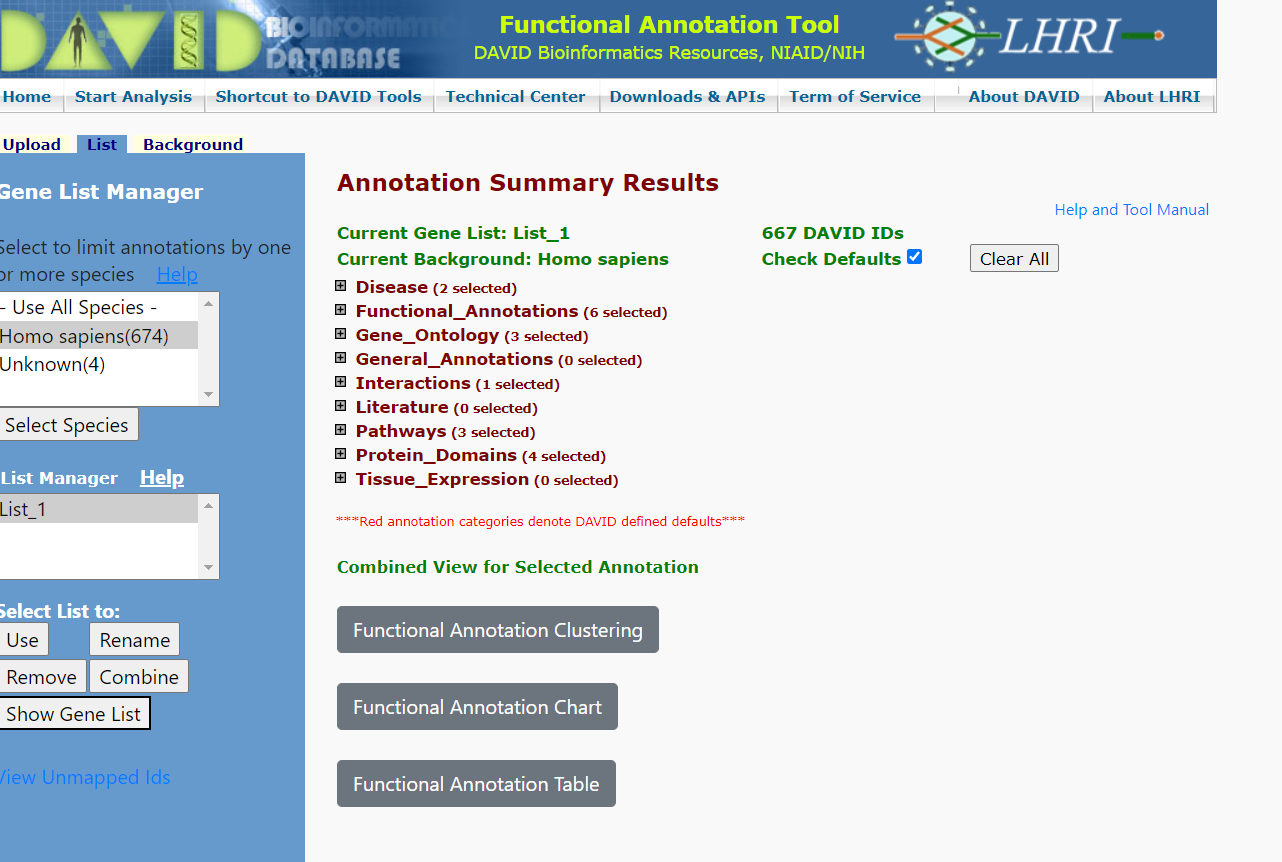 DAVID BIOINFORMATICS DATABASE
Functional Annotation Tool
DAVID Bioinformatics Resources, NIAID/NIH
LHRI
Home Start Analysis Shortcut to DAVID Tools Technical Center Downloads & APIs Term of Service About DAVID About LHRI
Upload List Background
Gene List Manager
Select to limit annotations by one
or more species Help
- Use All Species -
Homo sapiens(674)
Unknown(4)
Select Species
List Manager Help
List_1
Select List to:
Use Rename
Remove Combine
Show Gene List
View Unmapped Ids
Annotation Summary Results
Help and Tool Manual
Current Gene List: List_1 667 DAVID IDs
Current Background: Homo sapiens Check Defaults Clear All
Disease (2 selected)
Functional_Annotations (6 selected)
Gene_Ontology (3 selected)
General_Annotations (0 selected)
Interactions (1 selected)
Literature (0 selected)
Pathways (3 selected)
Protein_Domains (4 selected)
Tissue_Expression (0 selected)
***Red annotation categories denote DAVID defined defaults***
Combined View for Selected Annotation
Functional Annotation Clustering
Functional Annotation Chart
Functional Annotation Table